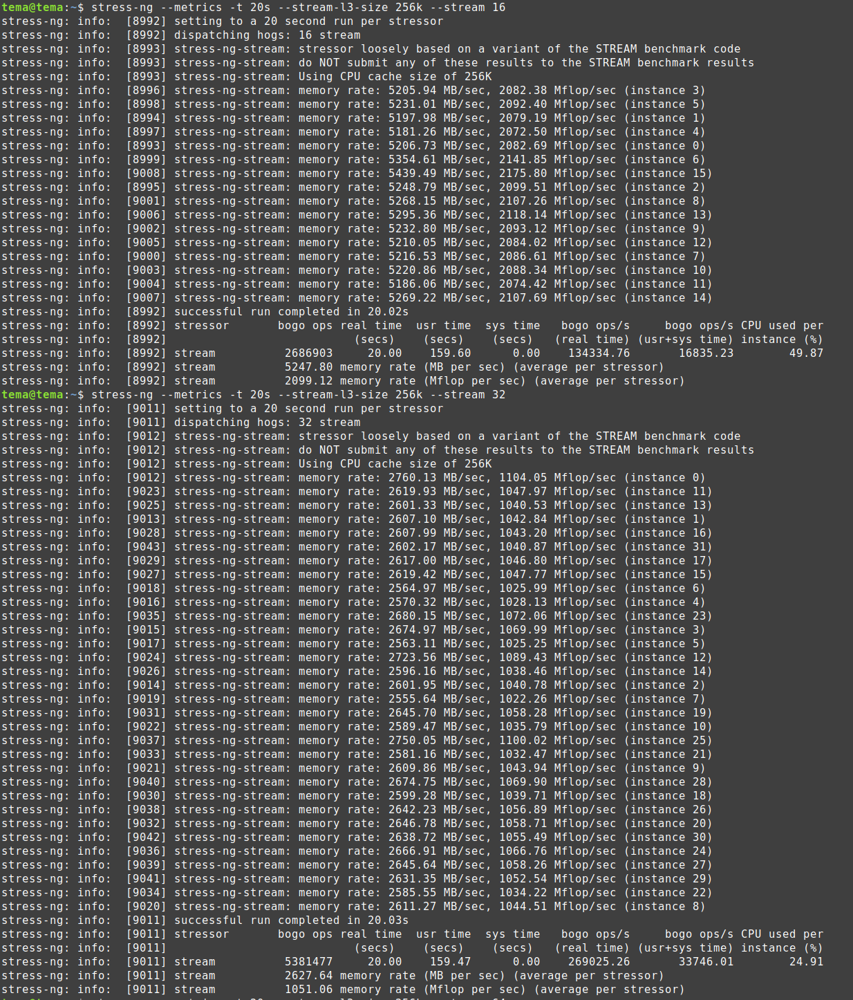 tema@tema:~$ stress-ng --metrics -t 20s --stream-l3-size 256k --stream 16
stress-ng: info:  [8992] setting to a 20 second run per stressor
stress-ng: info:  [8992] dispatching hogs: 16 stream
stress-ng: info:  [8993] stress-ng-stream: stressor loosely based on a variant of the STREAM benchmark code
stress-ng: info:  [8993] stress-ng-stream: do NOT submit any of these results to the STREAM benchmark results
stress-ng: info:  [8993] stress-ng-stream: Using CPU cache size of 256K
stress-ng: info:  [8996] stress-ng-stream: memory rate: 5205.94 MB/sec, 2082.38 Mflop/sec (instance 3)
stress-ng: info:  [8998] stress-ng-stream: memory rate: 5231.01 MB/sec, 2092.40 Mflop/sec (instance 5)
stress-ng: info:  [8994] stress-ng-stream: memory rate: 5197.98 MB/sec, 2079.19 Mflop/sec (instance 1)
stress-ng: info:  [8997] stress-ng-stream: memory rate: 5181.26 MB/sec, 2072.50 Mflop/sec (instance 4)
stress-ng: info:  [8993] stress-ng-stream: memory rate: 5206.73 MB/sec, 2082.69 Mflop/sec (instance 0)
stress-ng: info:  [8999] stress-ng-stream: memory rate: 5354.61 MB/sec, 2141.85 Mflop/sec (instance 6)
stress-ng: info:  [9008] stress-ng-stream: memory rate: 5439.49 MB/sec, 2175.80 Mflop/sec (instance 15)
stress-ng: info:  [8995] stress-ng-stream: memory rate: 5248.79 MB/sec, 2099.51 Mflop/sec (instance 2)
stress-ng: info:  [9001] stress-ng-stream: memory rate: 5268.15 MB/sec, 2107.26 Mflop/sec (instance 8)
stress-ng: info:  [9006] stress-ng-stream: memory rate: 5295.36 MB/sec, 2118.14 Mflop/sec (instance 13)
stress-ng: info:  [9002] stress-ng-stream: memory rate: 5232.80 MB/sec, 2093.12 Mflop/sec (instance 9)
stress-ng: info:  [9005] stress-ng-stream: memory rate: 5210.05 MB/sec, 2084.02 Mflop/sec (instance 12)
stress-ng: info:  [9000] stress-ng-stream: memory rate: 5216.53 MB/sec, 2086.61 Mflop/sec (instance 7)
stress-ng: info:  [9003] stress-ng-stream: memory rate: 5220.86 MB/sec, 2088.34 Mflop/sec (instance 10)
stress-ng: info:  [9004] stress-ng-stream: memory rate: 5186.06 MB/sec, 2074.42 Mflop/sec (instance 11)
stress-ng: info:  [9007] stress-ng-stream: memory rate: 5269.22 MB/sec, 2107.69 Mflop/sec (instance 14)
stress-ng: info:  [8992] successful run completed in 20.02s
stress-ng: info:  [8992] stressor       bogo ops real time  usr time  sys time   bogo ops/s     bogo ops/s CPU used per
stress-ng: info:  [8992]                           (secs)    (secs)    (secs)   (real time) (usr+sys time) instance (%)
stress-ng: info:  [8992] stream          2686903     20.00    159.60      0.00    134334.76       16835.23        49.87
stress-ng: info:  [8992] stream          5247.80 memory rate (MB per sec) (average per stressor)
stress-ng: info:  [8992] stream          2099.12 memory rate (Mflop per sec) (average per stressor)
tema@tema:~$ stress-ng --metrics -t 20s --stream-l3-size 256k --stream 32
stress-ng: info:  [9011] setting to a 20 second run per stressor
stress-ng: info:  [9011] dispatching hogs: 32 stream
stress-ng: info:  [9012] stress-ng-stream: stressor loosely based on a variant of the STREAM benchmark code
stress-ng: info:  [9012] stress-ng-stream: do NOT submit any of these results to the STREAM benchmark results
stress-ng: info:  [9012] stress-ng-stream: Using CPU cache size of 256K
stress-ng: info:  [9012] stress-ng-stream: memory rate: 2760.13 MB/sec, 1104.05 Mflop/sec (instance 0)
stress-ng: info:  [9023] stress-ng-stream: memory rate: 2619.93 MB/sec, 1047.97 Mflop/sec (instance 11)
stress-ng: info:  [9025] stress-ng-stream: memory rate: 2601.33 MB/sec, 1040.53 Mflop/sec (instance 13)
stress-ng: info:  [9013] stress-ng-stream: memory rate: 2607.10 MB/sec, 1042.84 Mflop/sec (instance 1)
stress-ng: info:  [9028] stress-ng-stream: memory rate: 2607.99 MB/sec, 1043.20 Mflop/sec (instance 16)
stress-ng: info:  [9043] stress-ng-stream: memory rate: 2602.17 MB/sec, 1040.87 Mflop/sec (instance 31)
stress-ng: info:  [9029] stress-ng-stream: memory rate: 2617.00 MB/sec, 1046.80 Mflop/sec (instance 17)
stress-ng: info:  [9027] stress-ng-stream: memory rate: 2619.42 MB/sec, 1047.77 Mflop/sec (instance 15)
stress-ng: info:  [9018] stress-ng-stream: memory rate: 2564.97 MB/sec, 1025.99 Mflop/sec (instance 6)
stress-ng: info:  [9016] stress-ng-stream: memory rate: 2570.32 MB/sec, 1028.13 Mflop/sec (instance 4)
stress-ng: info:  [9035] stress-ng-stream: memory rate: 2680.15 MB/sec, 1072.06 Mflop/sec (instance 23)
stress-ng: info:  [9015] stress-ng-stream: memory rate: 2674.97 MB/sec, 1069.99 Mflop/sec (instance 3)
stress-ng: info:  [9017] stress-ng-stream: memory rate: 2563.11 MB/sec, 1025.25 Mflop/sec (instance 5)
stress-ng: info:  [9024] stress-ng-stream: memory rate: 2723.56 MB/sec, 1089.43 Mflop/sec (instance 12)
stress-ng: info:  [9026] stress-ng-stream: memory rate: 2596.16 MB/sec, 1038.46 Mflop/sec (instance 14)
stress-ng: info:  [9014] stress-ng-stream: memory rate: 2601.95 MB/sec, 1040.78 Mflop/sec (instance 2)
stress-ng: info:  [9019] stress-ng-stream: memory rate: 2555.64 MB/sec, 1022.26 Mflop/sec (instance 7)
stress-ng: info:  [9031] stress-ng-stream: memory rate: 2645.70 MB/sec, 1058.28 Mflop/sec (instance 19)
stress-ng: info:  [9022] stress-ng-stream: memory rate: 2589.47 MB/sec, 1035.79 Mflop/sec (instance 10)
stress-ng: info:  [9037] stress-ng-stream: memory rate: 2750.05 MB/sec, 1100.02 Mflop/sec (instance 25)
stress-ng: info:  [9033] stress-ng-stream: memory rate: 2581.16 MB/sec, 1032.47 Mflop/sec (instance 21)
stress-ng: info:  [9021] stress-ng-stream: memory rate: 2609.86 MB/sec, 1043.94 Mflop/sec (instance 9)
stress-ng: info:  [9040] stress-ng-stream: memory rate: 2674.75 MB/sec, 1069.90 Mflop/sec (instance 28)
stress-ng: info:  [9030] stress-ng-stream: memory rate: 2599.28 MB/sec, 1039.71 Mflop/sec (instance 18)
stress-ng: info:  [9038] stress-ng-stream: memory rate: 2642.23 MB/sec, 1056.89 Mflop/sec (instance 26)
stress-ng: info:  [9032] stress-ng-stream: memory rate: 2646.78 MB/sec, 1058.71 Mflop/sec (instance 20)
stress-ng: info:  [9042] stress-ng-stream: memory rate: 2638.72 MB/sec, 1055.49 Mflop/sec (instance 30)
stress-ng: info:  [9036] stress-ng-stream: memory rate: 2666.91 MB/sec, 1066.76 Mflop/sec (instance 24)
stress-ng: info:  [9039] stress-ng-stream: memory rate: 2645.64 MB/sec, 1058.26 Mflop/sec (instance 27)
stress-ng: info:  [9041] stress-ng-stream: memory rate: 2631.35 MB/sec, 1052.54 Mflop/sec (instance 29)
stress-ng: info:  [9034] stress-ng-stream: memory rate: 2585.55 MB/sec, 1034.22 Mflop/sec (instance 22)
stress-ng: info:  [9020] stress-ng-stream: memory rate: 2611.27 MB/sec, 1044.51 Mflop/sec (instance 8)
stress-ng: info:  [9011] successful run completed in 20.03s
stress-ng: info:  [9011] stressor       bogo ops real time  usr time  sys time   bogo ops/s     bogo ops/s CPU used per
stress-ng: info:  [9011]                           (secs)    (secs)    (secs)   (real time) (usr+sys time) instance (%)
stress-ng: info:  [9011] stream          5381477     20.00    159.47      0.00    269025.26       33746.01        24.91
stress-ng: info:  [9011] stream          2627.64 memory rate (MB per sec) (average per stressor)
stress-ng: info:  [9011] stream          1051.06 memory rate (Mflop per sec) (average per stressor)